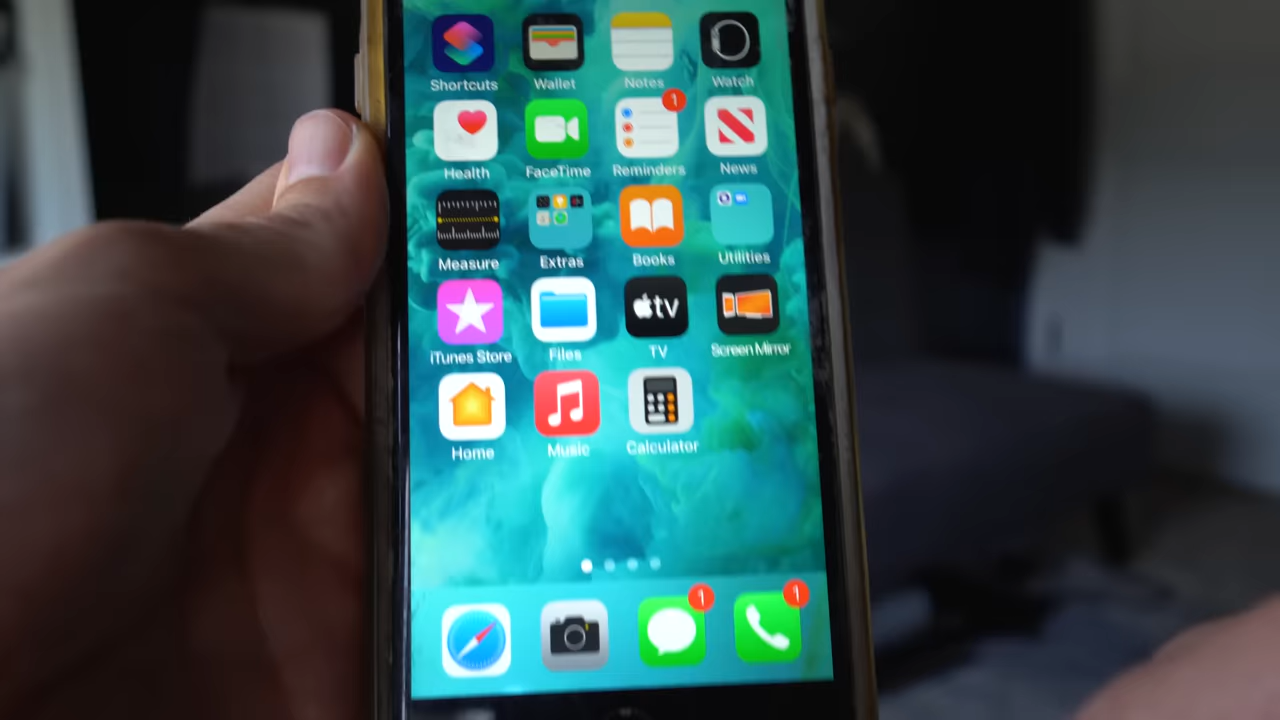 Shortcuts Wallet Notes Watch
1
Health FaceTime Reminders News
Measure Extras Books Utilities
tv
iTunes Store Files TV Screen Mirror
Home Music Calculator
1 1